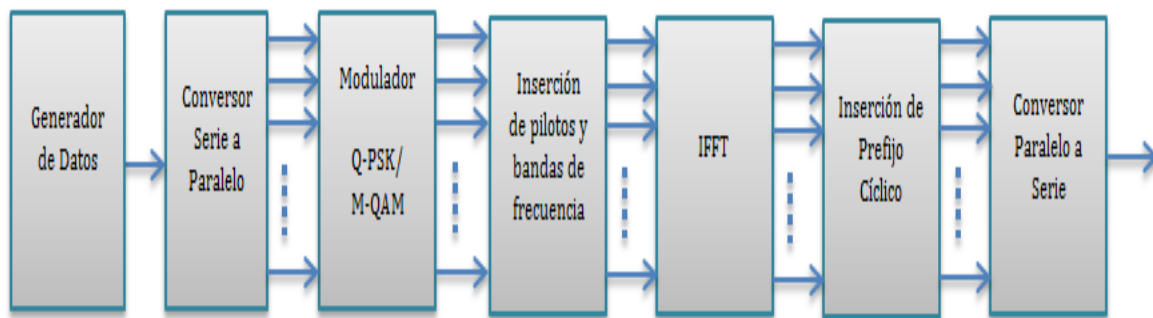 Generador
de Datos
Conversor
Serie a
Paralelo
Modulador
Q-PSK/
M-QAM
Inserción
de pilotos y
bandas de
frecuencia
IFFT
Inserción de
Prefijo
Cíclico
Conversor
Paralelo a
Serie